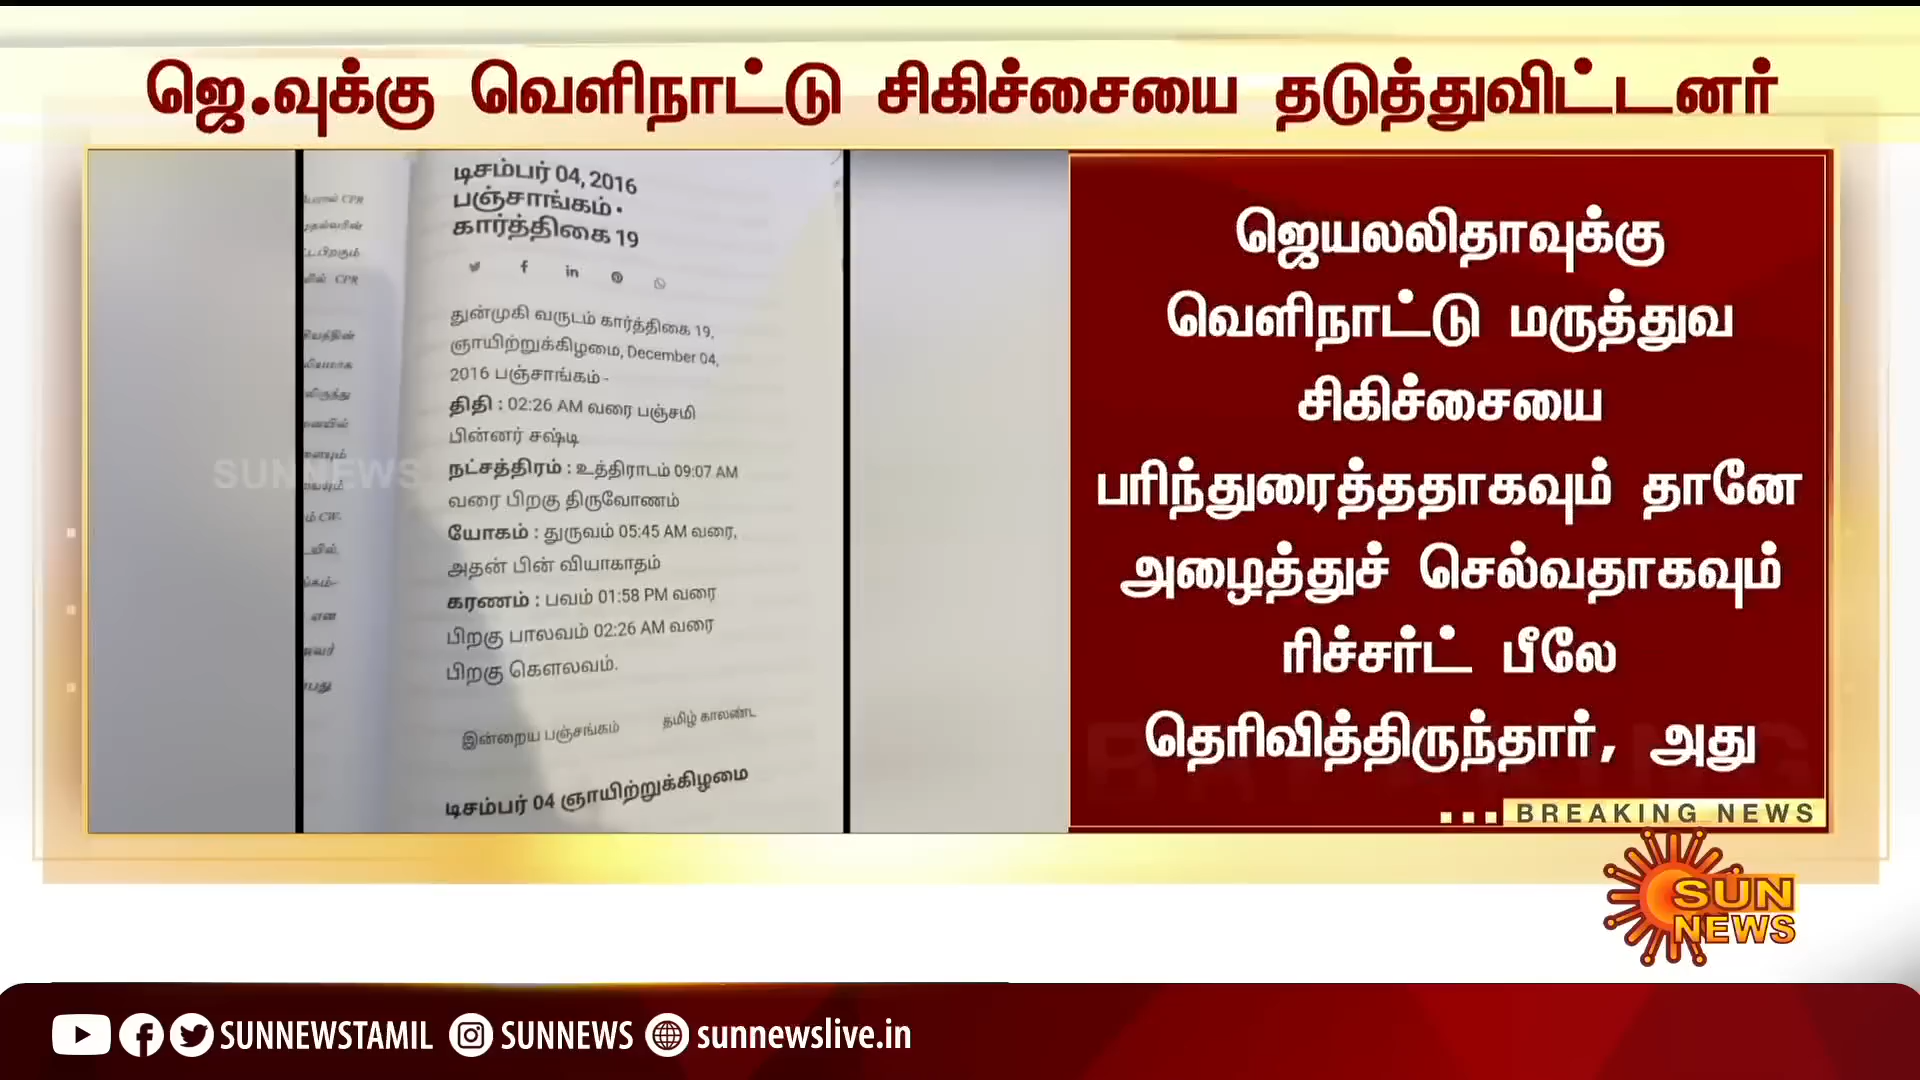 ஜெ.வுக்கு வெளிநாட்டு சிகிச்சையை தடுத்துவிட்டனர்
CPR
CPR
டிசம்பர் 04, 2016
பஞ்சாங்கம் •
கார்த்திகை 19
துன்முகி வருடம் கார்த்திகை 19,
ஞாயிற்றுக்கிழமை, December 04,
2016 பஞ்சாங்கம் -
திதி : 02:26 AM வரை பஞ்சமி
பின்னர் சஷ்டி
நட்சத்திரம் : உத்திராடம் 09:07 AM
வரை பிறகு திருவோணம்
யோகம் : துருவம் 05:45 AM வரை,
அதன் பின் வியாகாதம்
கரணம் : பவம் 01:58 PM வரை
பிறகு பாலவம் 02:26 AM வரை
பிறகு கௌலவம்.
இன்றைய பஞ்சங்கம் தமிழ் காலண்ட
டிசம்பர் 04 ஞாயிற்றுக்கிழமை
SUNNEWS
ஜெயலலிதாவுக்கு
வெளிநாட்டு மருத்துவ
சிகிச்சையை
பரிந்துரைத்ததாகவும் தானே
அழைத்துச் செல்வதாகவும்
ரிச்சர்ட் பீலே
தெரிவித்திருந்தார், அது
BREAKING NEWS
SUN
NEWS
SUNNEWSTAMIL SUNNEWS sunnewslive.in